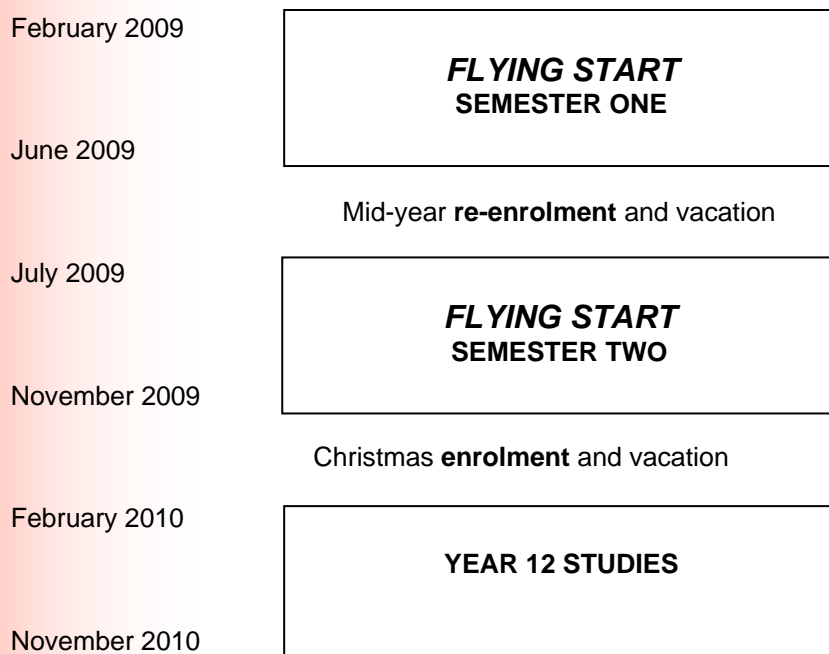 February 2009
FLYING START
SEMESTER ONE
June 2009
Mid-year re-enrolment and vacation
July 2009
FLYING START
SEMESTER TWO
November 2009
Christmas enrolment and vacation
February 2010
YEAR 12 STUDIES
November 2010